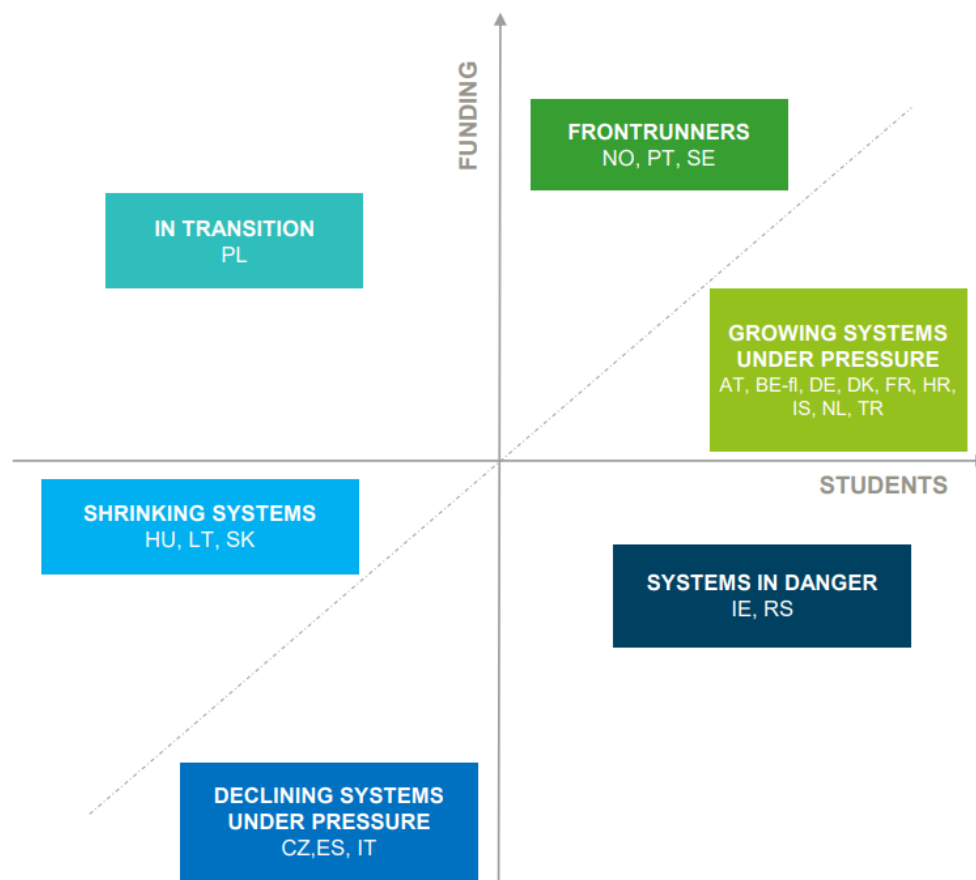 FUNDING
FRONTRUNNERS
NO, PT, SE
IN TRANSITION
PL
GROWING SYSTEMS
UNDER PRESSURE
AT, BE-fl, DE, DK, FR, HR,
IS, NL, TR
STUDENTS
SHRINKING SYSTEMS
HU, LT, SK
SYSTEMS IN DANGER
IE, RS
DECLINING SYSTEMS
UNDER PRESSURE
CZ,ES, IT